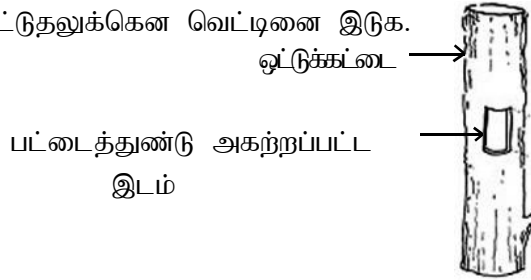 ட்டுதலுக்கென வெட்டினை இடுக.
ஒட்டுக்கட்டை
பட்டைத்துண்டு அகற்றப்பட்ட
இடம்